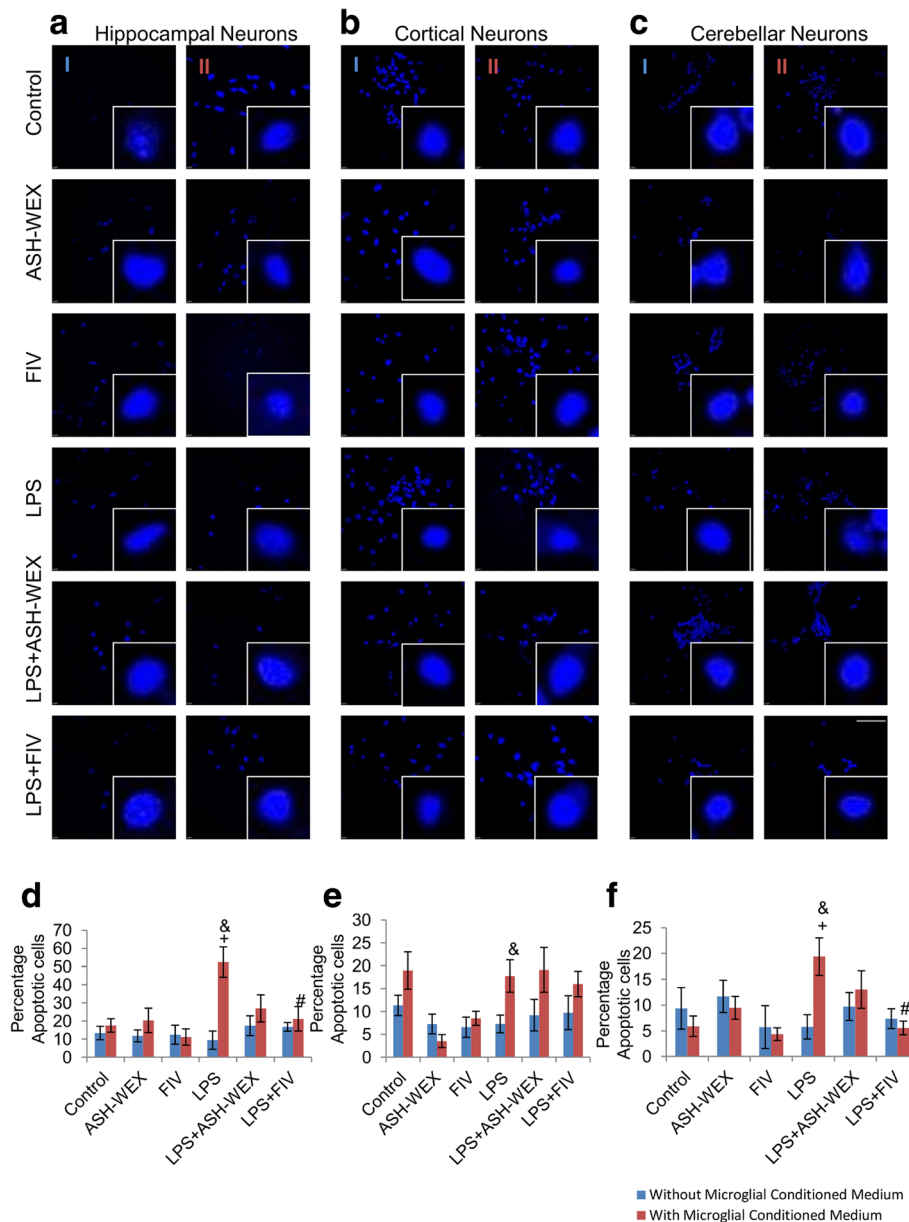 a b c
Hippocampal Neurons Cortical Neurons Cerebellar Neurons
I II I II I II
Control
ASH-WEX
FIV
LPS
LPS+ASH-WEX
LPS+FIV
d
Percentage
Apoptotic cells
70
60
50
40
30
20
10
0
&
+
#
Control
ASH-WEX
FIV
LPS
LPS+ASH-WEX
LPS+FIV
e
Percentage
Apoptotic cells
30
25
20
15
10
5
0
&
Control
ASH-WEX
FIV
LPS
LPS+ASH-WEX
LPS+FIV
f
Percentage
Apoptotic cells
25
20
15
10
5
0
&
+
#
Control
ASH-WEX
FIV
LPS
LPS+ASH-WEX
LPS+FIV
Without Microglial Conditioned Medium
With Microglial Conditioned Medium